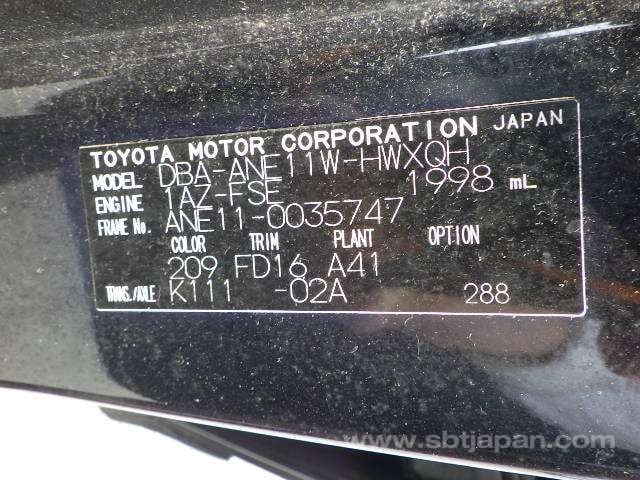 TOYOTA MOTOR CORPORATION JAPAN
MODEL DBA-ANE11W-HWXQH
ENGINE 1AZ-FSE 1998 mL
FRAME No. ANE11-0035747
COLOR TRIM PLANT OPTION
209 FD16 A41
TRANS./AXLE K111 -02A 288
www.sbtjapan.com